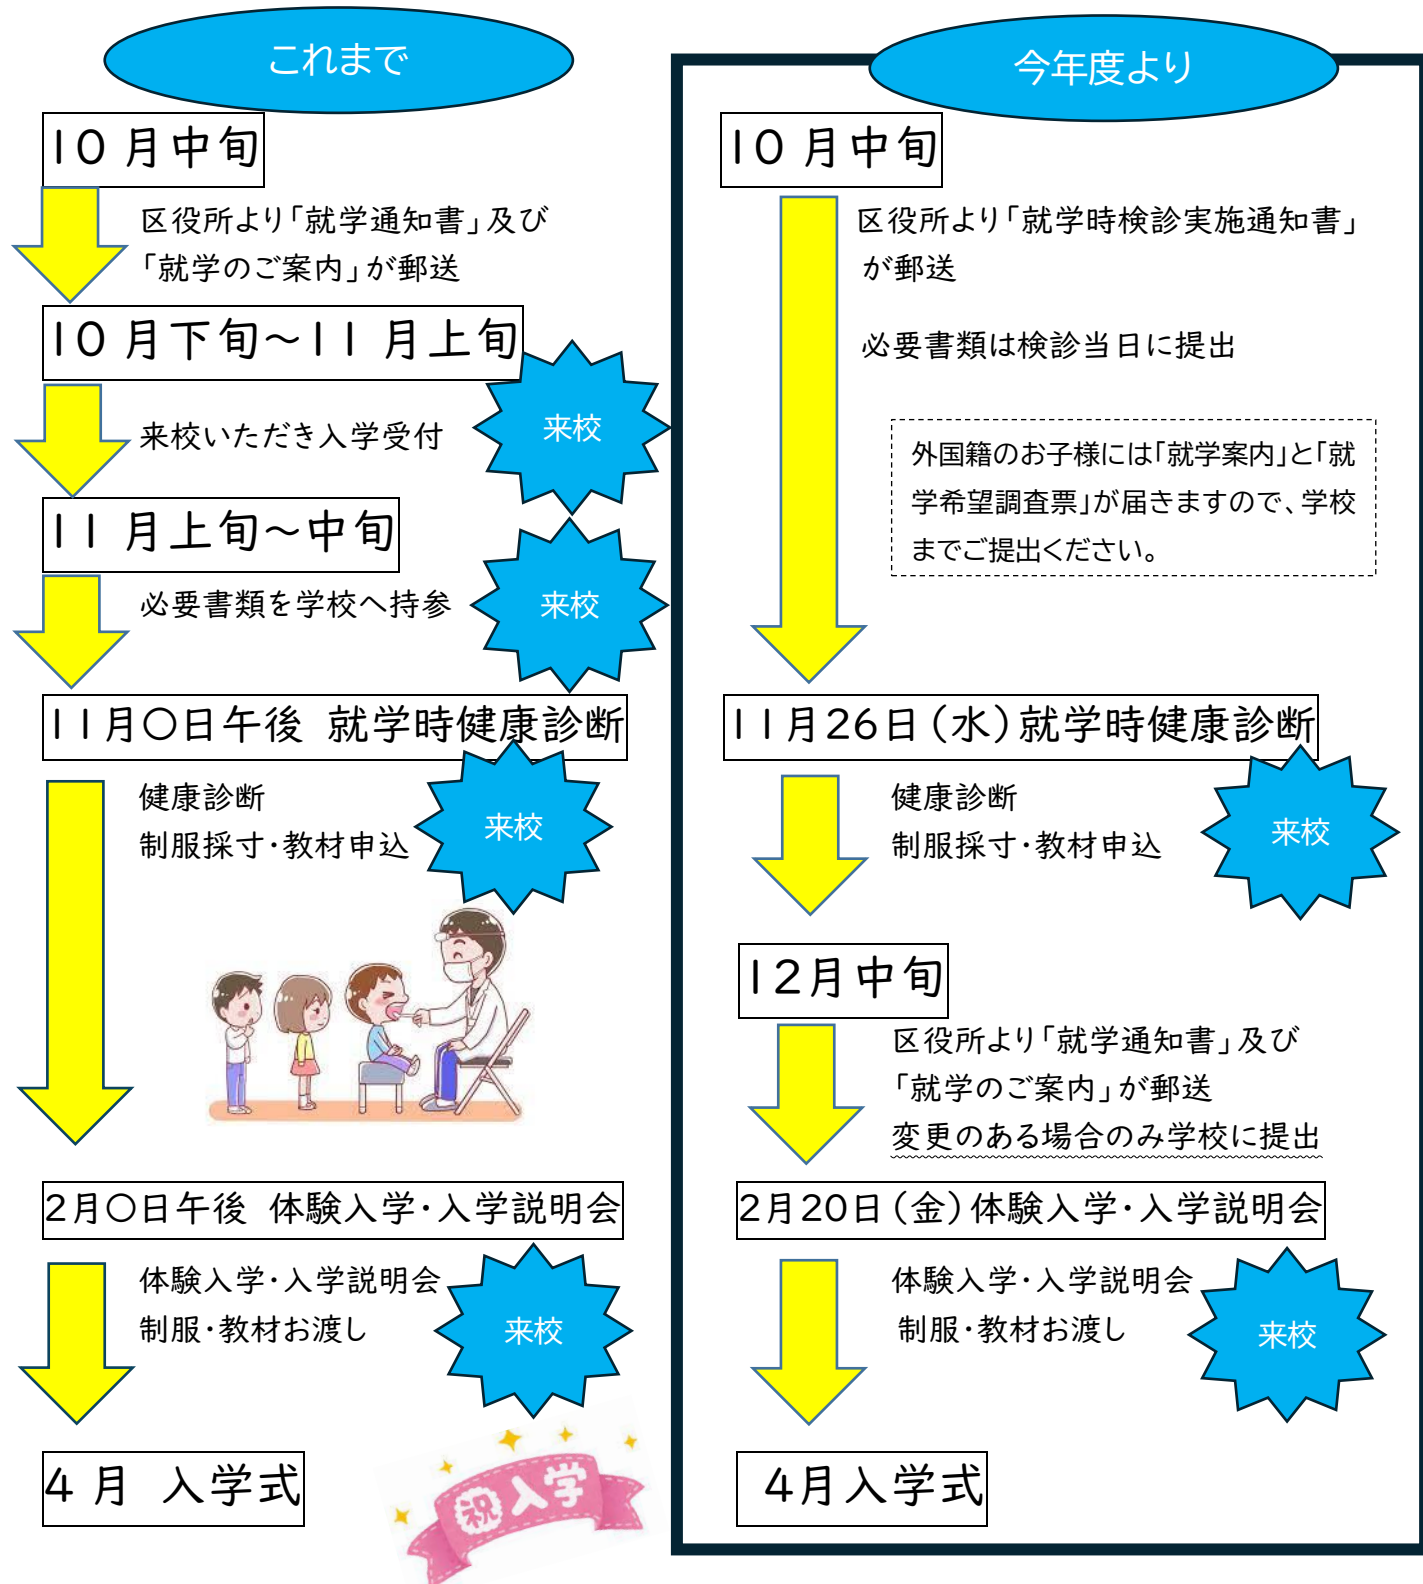 これまで
10月中旬
区役所より「就学通知書」及び
「就学のご案内」が郵送
10月下旬～11月上旬
来校いただき入学受付
来校
11月上旬～中旬
必要書類を学校へ持参
来校
11月〇日午後 就学時健康診断
健康診断
制服採寸・教材申込
来校
2月〇日午後 体験入学・入学説明会
体験入学・入学説明会
制服・教材お渡し
来校
4月 入学式
祝入学
今年度より
10月中旬
区役所より「就学時検診実施通知書」
が郵送
必要書類は検診当日に提出
外国籍のお子様には「就学案内」と「就
学希望調査票」が届きますので、学校
までご提出ください。
11月26日(水)就学時健康診断
健康診断
制服採寸・教材申込
来校
12月中旬
区役所より「就学通知書」及び
「就学のご案内」が郵送
変更のある場合のみ学校に提出
2月20日(金)体験入学・入学説明会
体験入学・入学説明会
制服・教材お渡し
来校
4月入学式